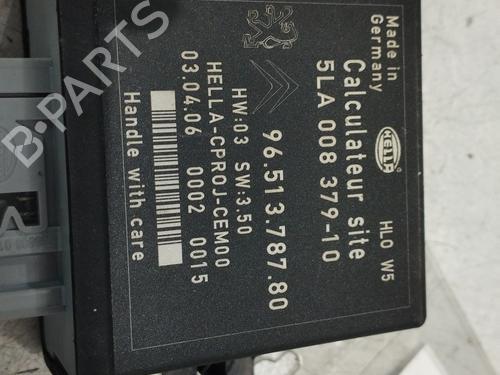 Made in
Germany
HELLA
HLO W5
Calculateur site
5LA 008 379-10
96.513.787.80
HW:03 SW:3.50
HELLA-CPROJ-CEM00
03.04.06 0002 0015
Handle with care
B-PARTS